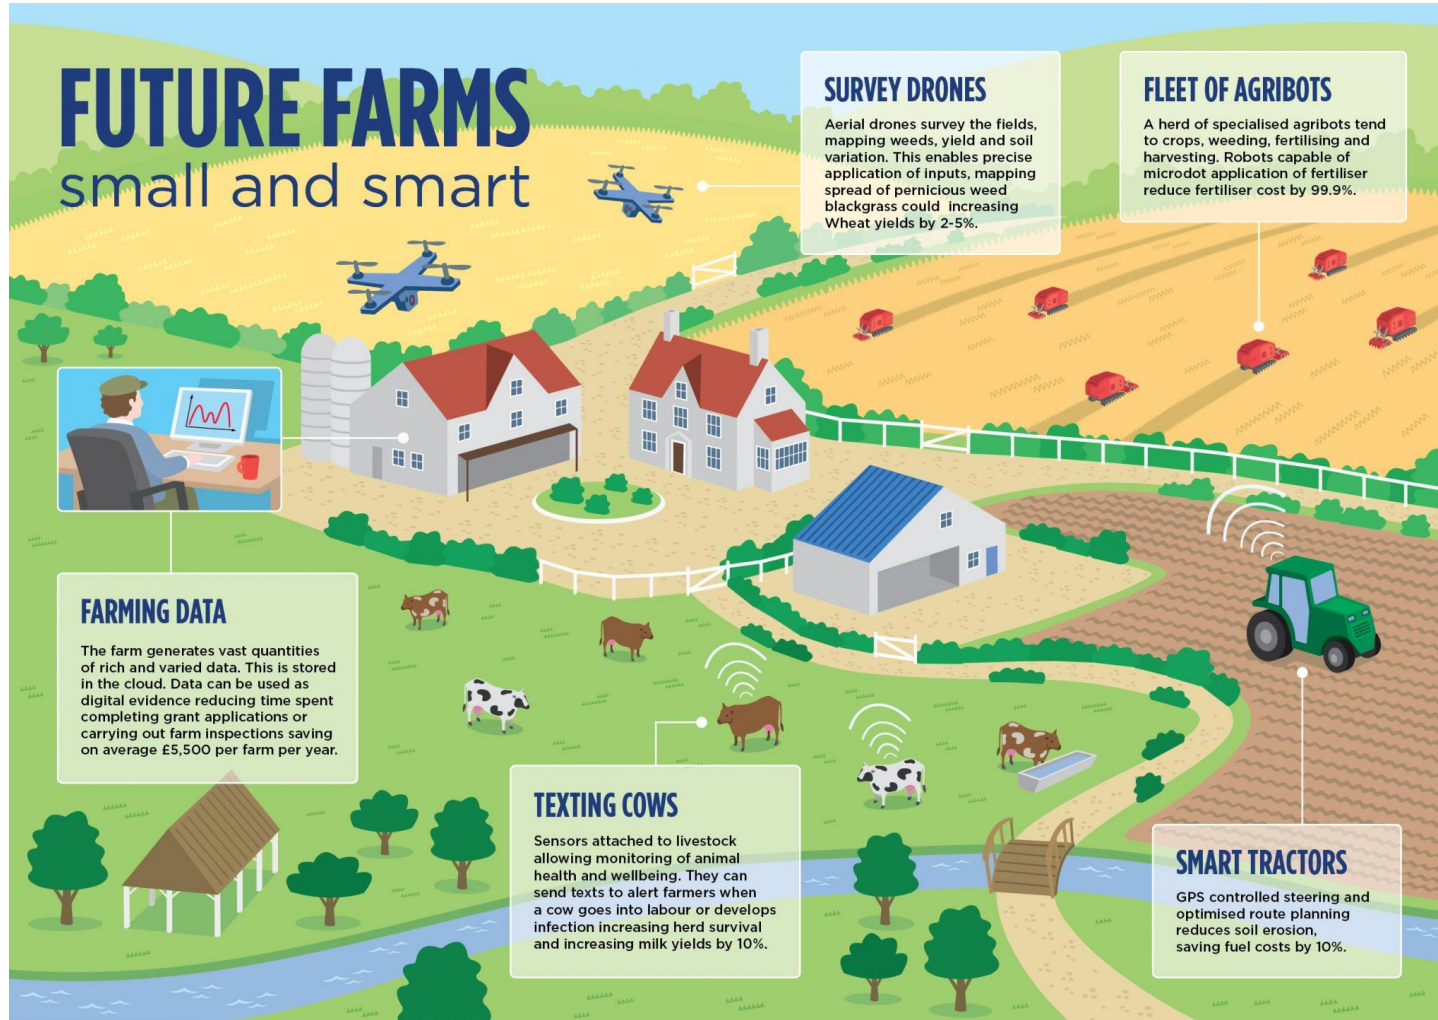 FUTURE FARMS
small and smart
SURVEY DRONES
Aerial drones survey the fields,
mapping weeds, yield and soil
variation. This enables precise
application of inputs, mapping
spread of pernicious weed
blackgrass could increasing
Wheat yields by 2-5%.
FLEET OF AGRIBOTS
A herd of specialised agribots tend
to crops, weeding, fertilising and
harvesting. Robots capable of
microdot application of fertiliser
reduce fertiliser cost by 99.9%.
FARMING DATA
The farm generates vast quantities
of rich and varied data. This is stored
in the cloud. Data can be used as
digital evidence reducing time spent
completing grant applications or
carrying out farm inspections saving
on average £5,500 per farm per year.
TEXTING COWS
Sensors attached to livestock
allowing monitoring of animal
health and wellbeing. They can
send texts to alert farmers when
a cow goes into labour or develops
infection increasing herd survival
and increasing milk yields by 10%.
SMART TRACTORS
GPS controlled steering and
optimised route planning
reduces soil erosion,
saving fuel costs by 10%.